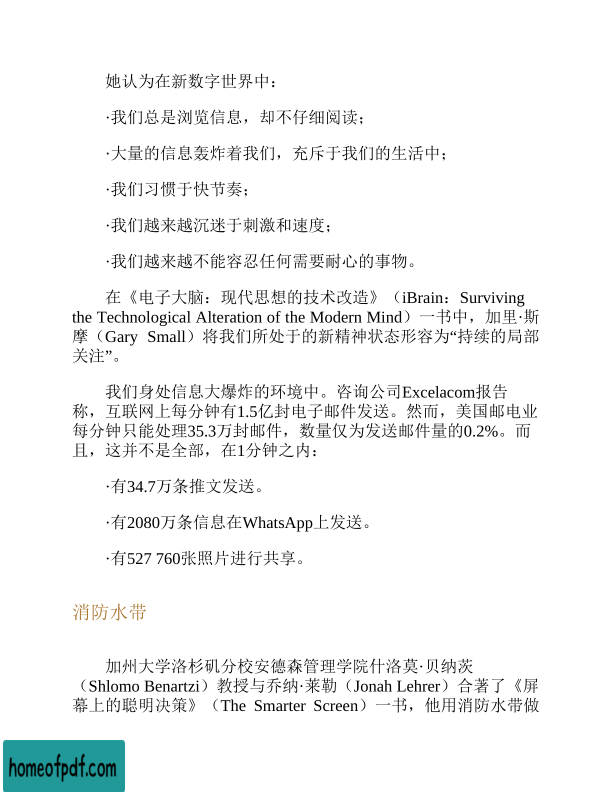 她认为在新数字世界中：
·我们总是浏览信息，却不仔细阅读；
·大量的信息轰炸着我们，充斥于我们的生活中；
·我们习惯于快节奏；
·我们越来越沉迷于刺激和速度；
·我们越来越不能容忍任何需要耐心的事物。
在《电子大脑：现代思想的技术改造》（iBrain：Surviving
the Technological Alteration of the Modern Mind）一书中，加里·斯
摩（Gary Small）将我们所处于的新精神状态形容为“持续的局部
关注”。
我们身处信息大爆炸的环境中。咨询公司Excelacom报告
称，互联网上每分钟有1.5亿封电子邮件发送。然而，美国邮电业
每分钟只能处理35.3万封邮件，数量仅为发送邮件量的0.2%。而
且，这并不是全部，在1分钟之内：
·有34.7万条推文发送。
·有2080万条信息在WhatsApp上发送。
·有527 760张照片进行共享。
消防水带
加州大学洛杉矶分校安德森管理学院什洛莫·贝纳茨
（Shlomo Benartzi）教授与乔纳·莱勒（Jonah Lehrer）合著了《屏
幕上的聪明决策》（The Smarter Screen）一书，他用消防水带做
homeofpdf.com